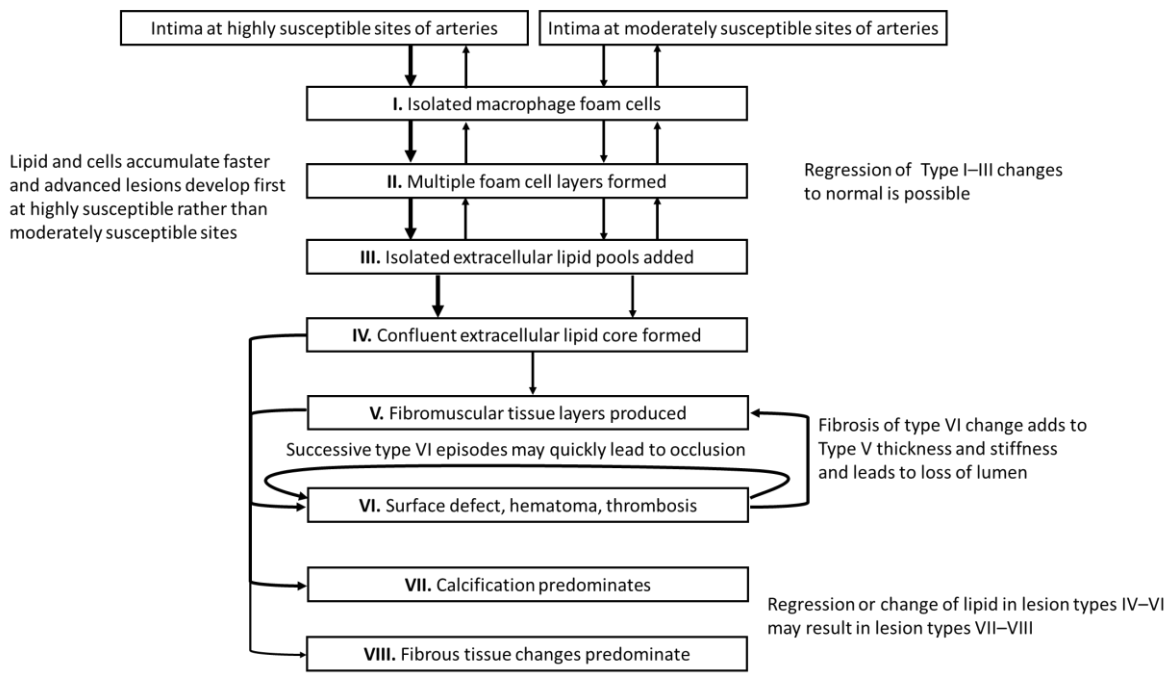 Intima at highly susceptible sites of arteries
Intima at moderately susceptible sites of arteries
I. Isolated macrophage foam cells
Lipid and cells accumulate faster
and advanced lesions develop first
at highly susceptible rather than
moderately susceptible sites
II. Multiple foam cell layers formed
Regression of Type I–III changes
to normal is possible
III. Isolated extracellular lipid pools added
IV. Confluent extracellular lipid core formed
V. Fibromuscular tissue layers produced
Successive type VI episodes may quickly lead to occlusion
Fibrosis of type VI change adds to
Type V thickness and stiffness
and leads to loss of lumen
VI. Surface defect, hematoma, thrombosis
VII. Calcification predominates
Regression or change of lipid in lesion types IV–VI
may result in lesion types VII–VIII
VIII. Fibrous tissue changes predominate